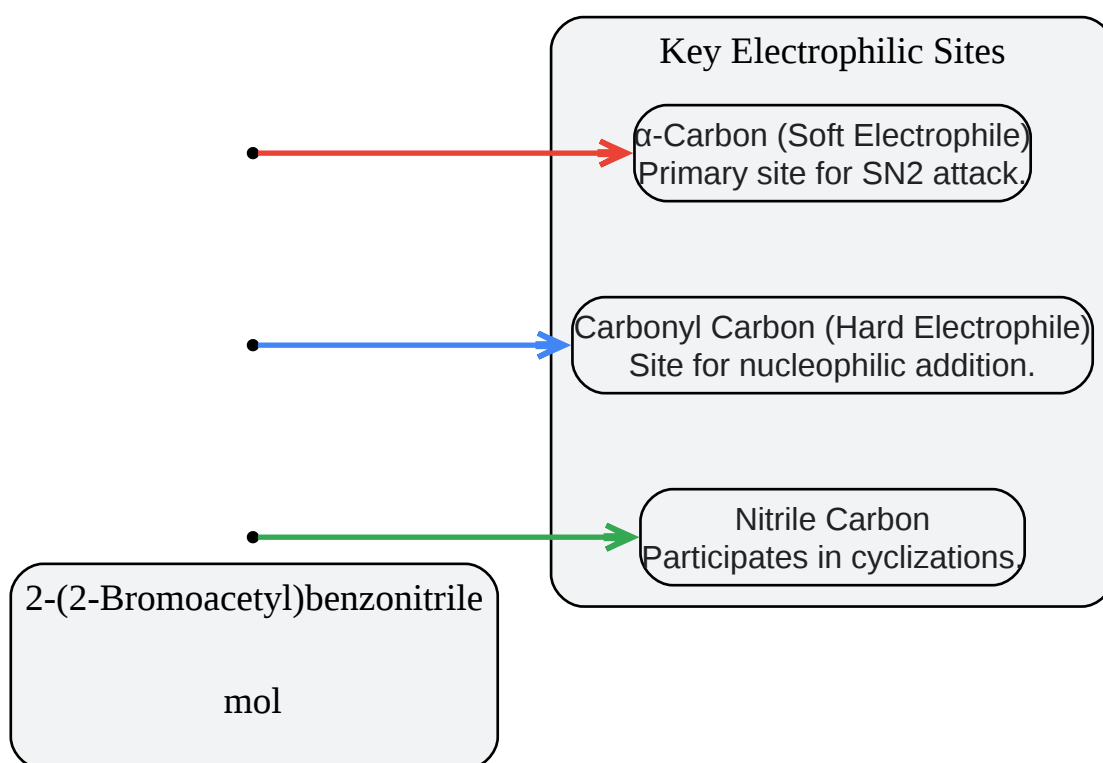 Key Electrophilic Sites
α-Carbon (Soft Electrophile)
Primary site for SN2 attack.
Carbonyl Carbon (Hard Electrophile)
Site for nucleophilic addition.
Nitrile Carbon
Participates in cyclizations.
2-(2-Bromoacetyl)benzonitrile
mol